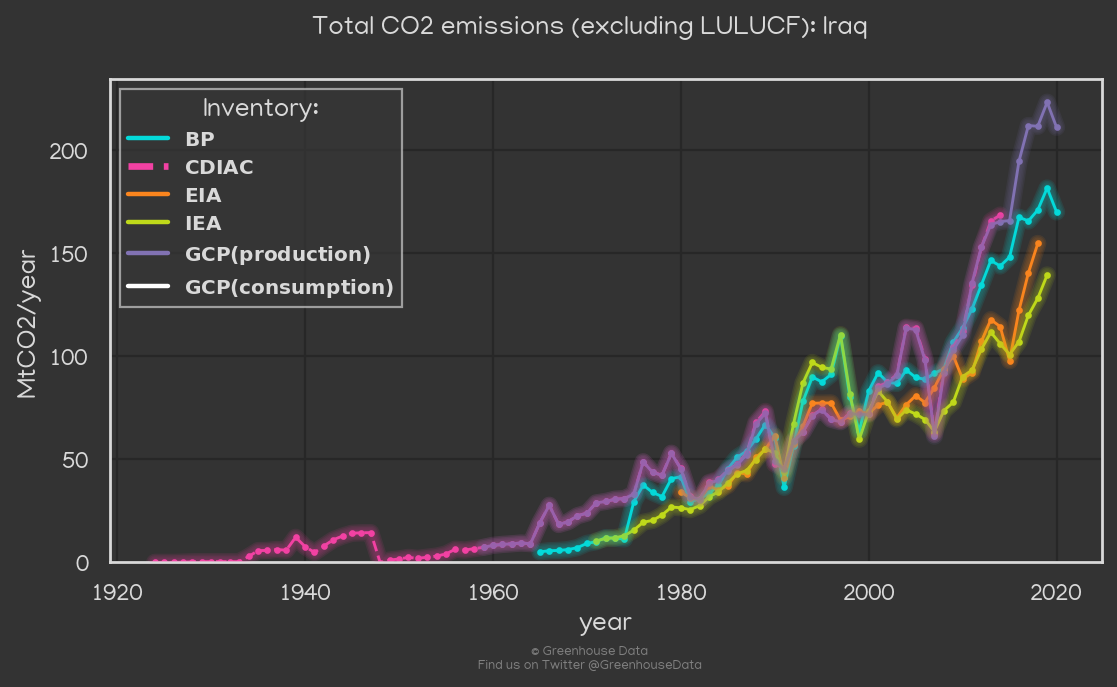 Total CO2 emissions (excluding LULUCF): Iraq
Inventory:
BP
CDIAC
EIA
IEA
GCP(production)
GCP(consumption)
MtCO2/year
200
150
100
50
0
1920 1940 1960 1980 2000 2020
year
© Greenhouse Data
Find us on Twitter @GreenhouseData